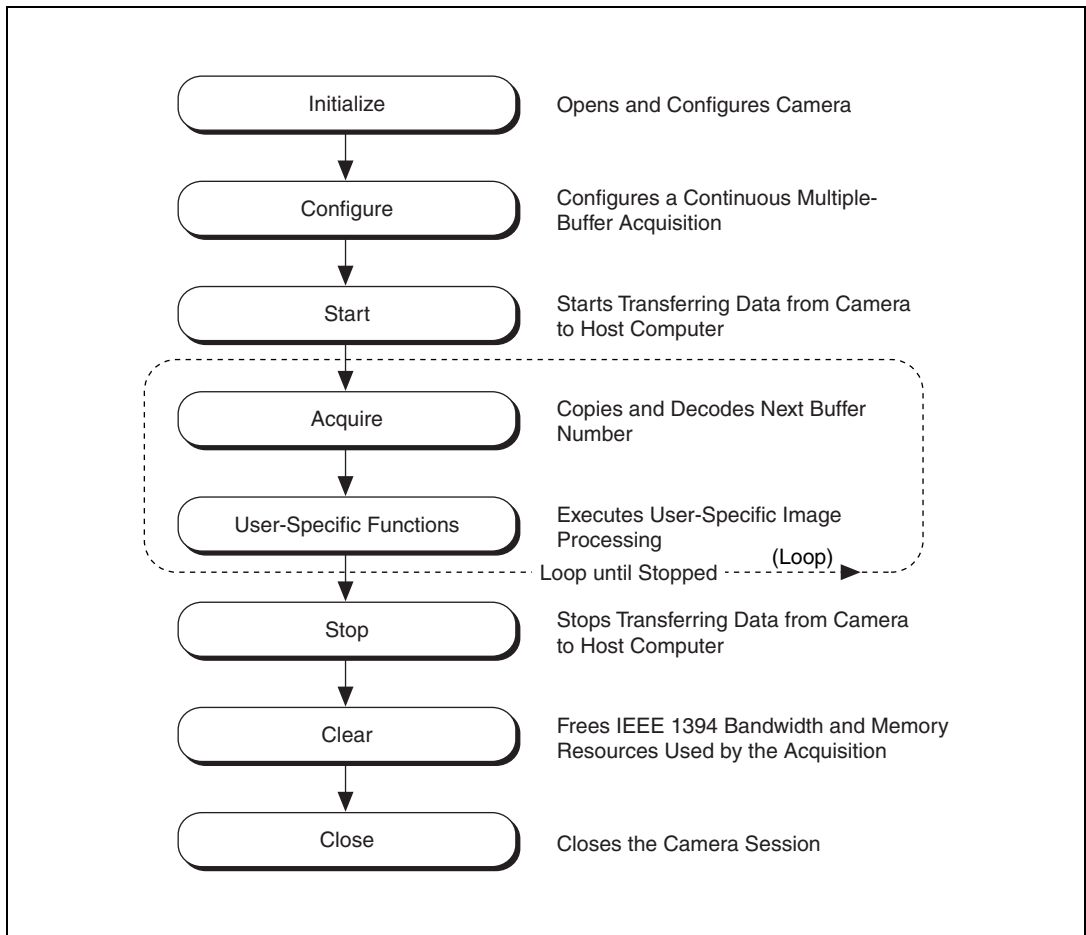 Initialize
Opens and Configures Camera
Configure
Configures a Continuous Multiple-
Buffer Acquisition
Start
Starts Transferring Data from Camera
to Host Computer
Acquire
Copies and Decodes Next Buffer
Number
User-Specific Functions
Executes User-Specific Image
Processing
(Loop)
Loop until Stopped
Stop
Stops Transferring Data from Camera
to Host Computer
Clear
Frees IEEE 1394 Bandwidth and Memory
Resources Used by the Acquisition
Close
Closes the Camera Session